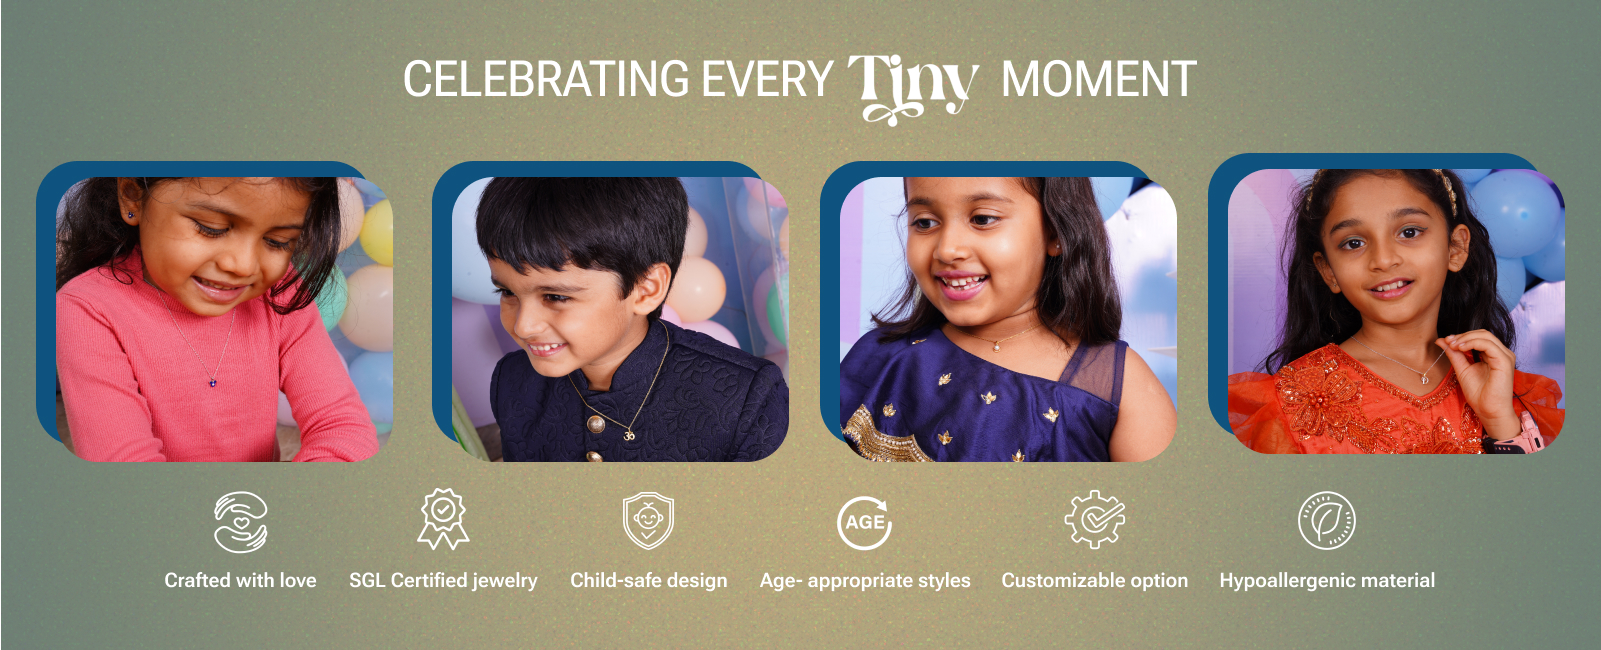 CELEBRATING EVERY Tiny MOMENT
ॐ
AGE
Crafted with love
SGL Certified jewelry
Child-safe design
Age- appropriate styles
Customizable option
Hypoallergenic material